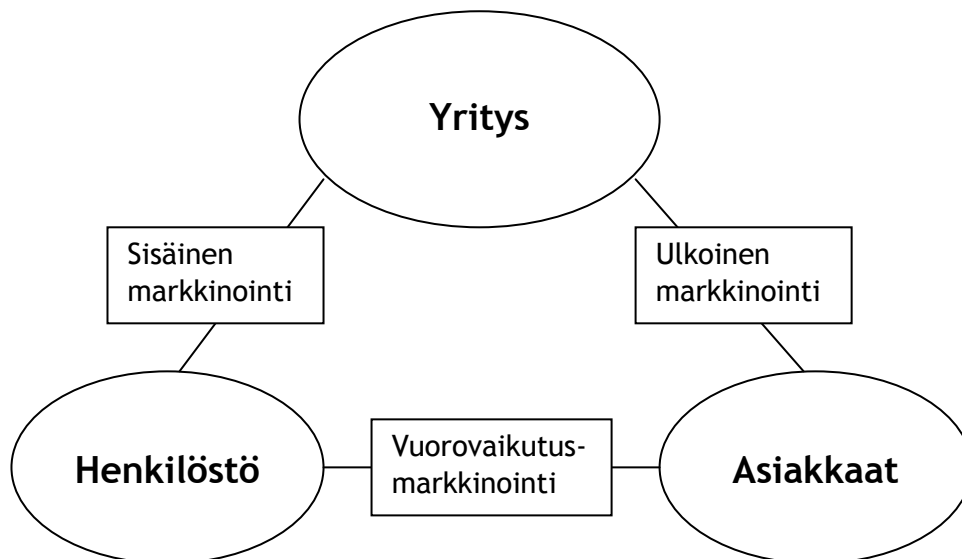 Yritys
Sisäinen
markkinointi
Ulkoinen
markkinointi
Henkilöstö
Vuorovaikutus-
markkinointi
Asiakkaat